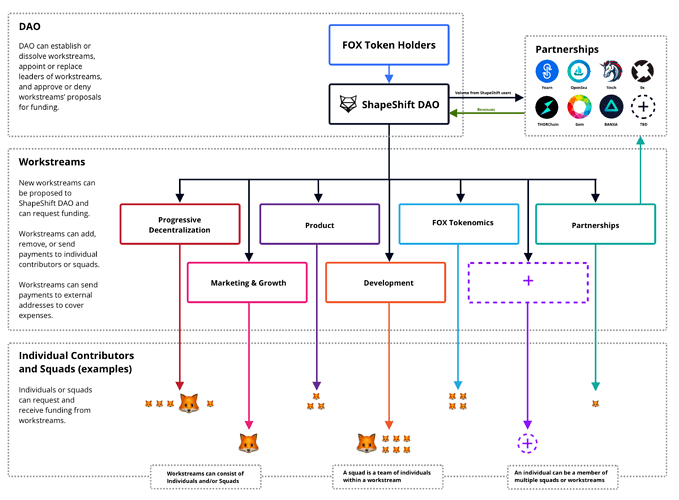 DAO
DAO can establish or
dissolve workstreams,
appoint or replace
leaders of workstreams,
and approve or deny
workstreams' proposals
for funding.
FOX Token Holders
ShapeShift DAO
Volume from ShapeShift users
Revenues
Partnerships
Yearn
OpenSea
1inch
0x
THORChain
Gem
BANXA
TBD
Workstreams
New workstreams can
be proposed to
ShapeShift DAO and
can request funding.
Workstreams can add,
remove, or send
payments to individual
contributors or squads.
Workstreams can send
payments to external
addresses to cover
expenses.
Progressive
Decentralization
Product
FOX Tokenomics
Partnerships
Marketing & Growth
Development
+
Individual Contributors
and Squads (examples)
Individuals or squads
can request and
receive funding from
workstreams.
Workstreams can consist of
Individuals and/or Squads
A squad is a team of individuals
within a workstream
An individual can be a member of
multiple squads or workstreams